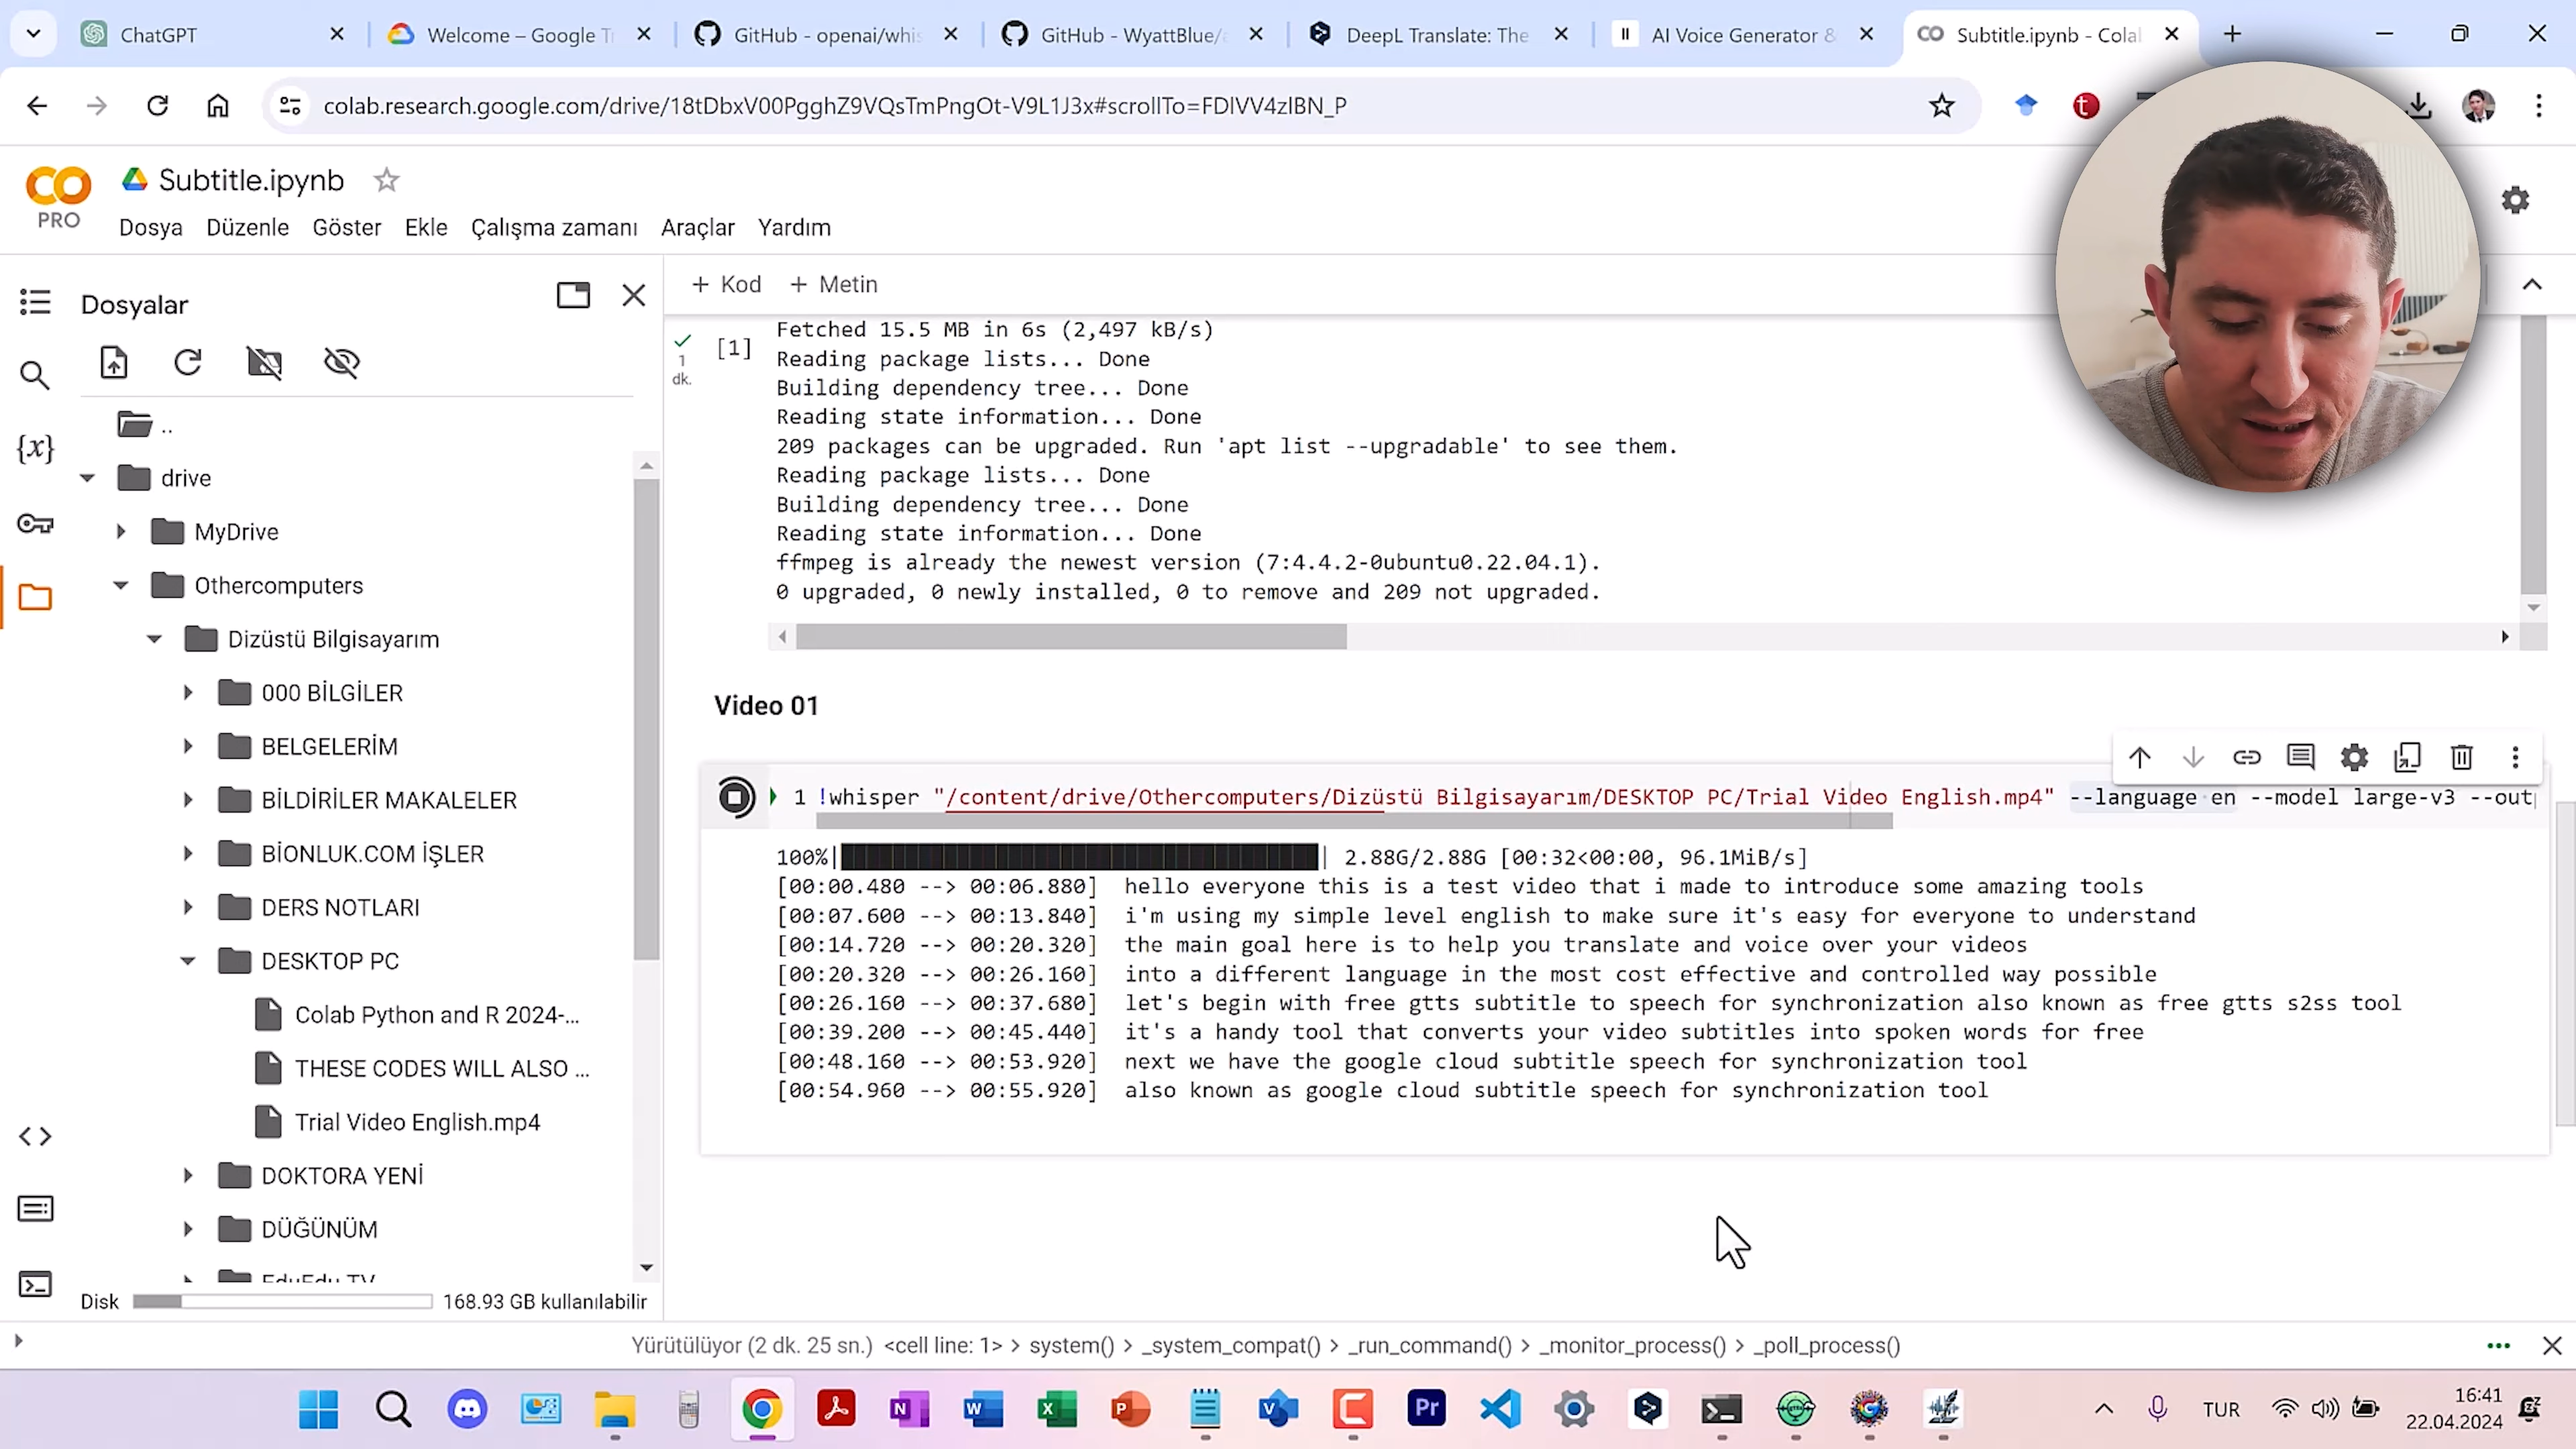 ChatGPT
Welcome – Google Tr
GitHub - openai/whis
GitHub - WyattBlue/a
DeepL Translate: The
AI Voice Generator &
Subtitle.ipynb - Colal
colab.research.google.com/drive/18tDbxV00PgghZ9VQsTmPngOt-V9L1J3x#scrollTo=FDIVV4zIBN_P
Subtitle.ipynb
PRO
Dosya Düzenle Göster Ekle Çalışma zamanı Araçlar Yardım
+ Kod + Metin
Dosyalar
..
drive
MyDrive
Othercomputers
Dizüstü Bilgisayarım
000 BİLGİLER
BELGELERİM
BİLDİRİLER MAKALELER
BİONLUK.COM İŞLER
DERS NOTLARI
DESKTOP PC
Colab Python and R 2024-...
THESE CODES WILL ALSO ...
Trial Video English.mp4
DOKTORA YENİ
DÜĞÜNÜM
EduEdu TV
Disk 168.93 GB kullanılabilir
1 dk.
[1]
Fetched 15.5 MB in 6s (2,497 kB/s)
Reading package lists... Done
Building dependency tree... Done
Reading state information... Done
209 packages can be upgraded. Run 'apt list --upgradable' to see them.
Reading package lists... Done
Building dependency tree... Done
Reading state information... Done
ffmpeg is already the newest version (7:4.4.2-0ubuntu0.22.04.1).
0 upgraded, 0 newly installed, 0 to remove and 209 not upgraded.
Video 01
1 !whisper "/content/drive/Othercomputers/Dizüstü Bilgisayarım/DESKTOP PC/Trial Video English.mp4" --language en --model large-v3 --out
100%| | 2.88G/2.88G [00:32<00:00, 96.1MiB/s]
[00:00.480 --> 00:06.880] hello everyone this is a test video that i made to introduce some amazing tools
[00:07.600 --> 00:13.840] i'm using my simple level english to make sure it's easy for everyone to understand
[00:14.720 --> 00:20.320] the main goal here is to help you translate and voice over your videos
[00:20.320 --> 00:26.160] into a different language in the most cost effective and controlled way possible
[00:26.160 --> 00:37.680] let's begin with free gtts subtitle to speech for synchronization also known as free gtts s2ss tool
[00:39.200 --> 00:45.440] it's a handy tool that converts your video subtitles into spoken words for free
[00:48.160 --> 00:53.920] next we have the google cloud subtitle speech for synchronization tool
[00:54.960 --> 00:55.920] also known as google cloud subtitle speech for synchronization tool
Yürütülüyor (2 dk. 25 sn.) <cell line: 1> > system() > _system_compat() > _run_command() > _monitor_process() > _poll_process()
TUR
16:41
22.04.2024